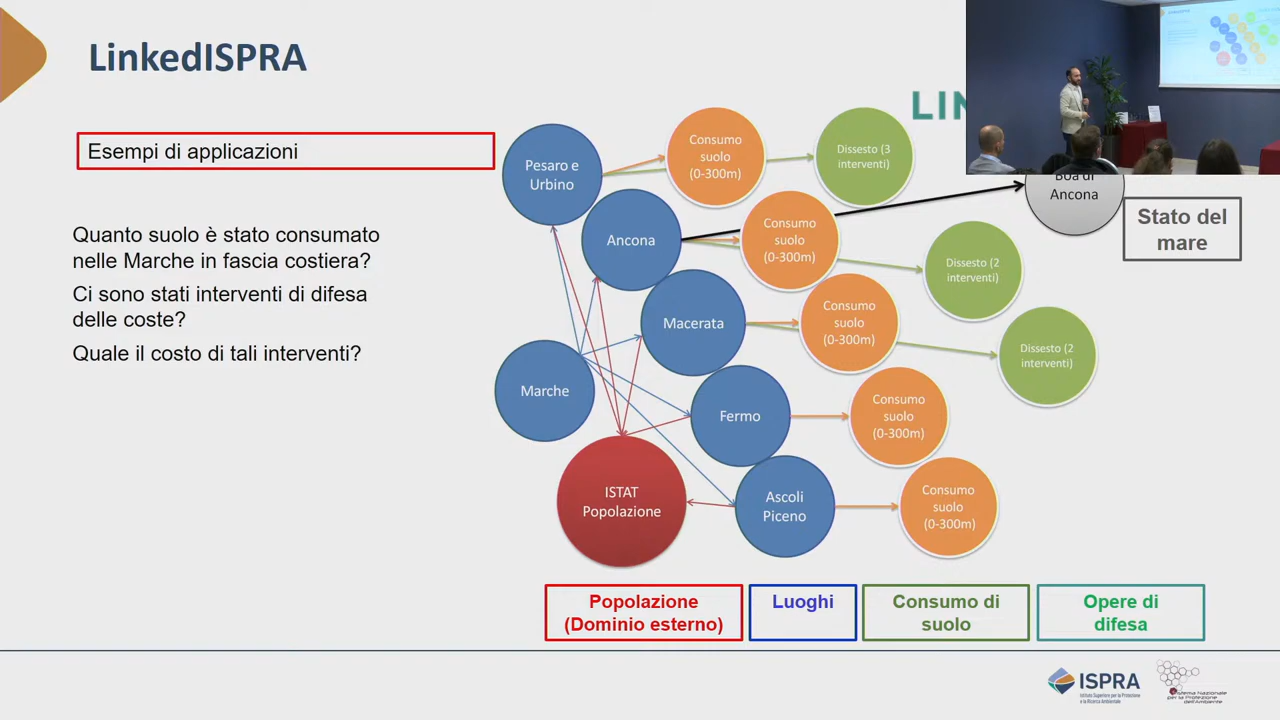 LinkedISPRA
LIN
Esempi di applicazioni
Quanto suolo è stato consumato
nelle Marche in fascia costiera?
Ci sono stati interventi di difesa
delle coste?
Quale il costo di tali interventi?
Pesaro e
Urbino
Consumo
suolo
(0-300m)
Dissesto (3
interventi)
Boa di
Ancona
Stato del
mare
Ancona
Consumo
suolo
(0-300m)
Dissesto (2
interventi)
Macerata
Consumo
suolo
(0-300m)
Dissesto (2
interventi)
Marche
Fermo
Consumo
suolo
(0-300m)
ISTAT
Popolazione
Ascoli
Piceno
Consumo
suolo
(0-300m)
Popolazione
(Dominio esterno)
Luoghi
Consumo di
suolo
Opere di
difesa
ISPRA
Istituto Superiore per la Protezione
e la Ricerca Ambientale
Sistema Nazionale
per la Protezione
dell'Ambiente